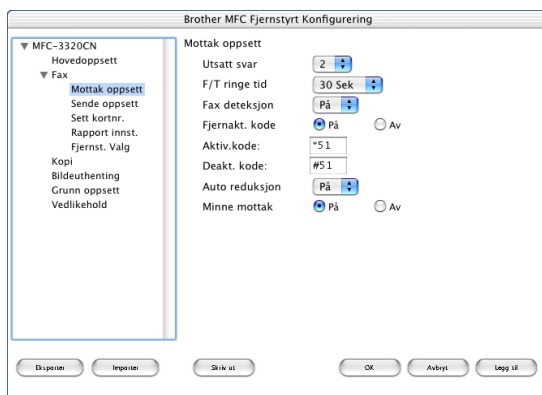 Brother MFC Fjernstyrt Konfigurering
MFC-3320CN
Hovedoppsett
Fax
Mottak oppsett
Sende oppsett
Sett kortnr.
Rapport innst.
Fjernst. Valg
Kopi
Bildeuthenting
Grunn oppsett
Vedlikehold
Mottak oppsett
Utsatt svar 2
F/T ringe tid 30 Sek
Fax deteksjon På
Fjernakt. kode På Av
Aktiv.kode: *51
Deakt. kode: #51
Auto reduksjon På
Minne mottak På Av
Eksporter Importer Skriv ut OK Avbryt Legg til